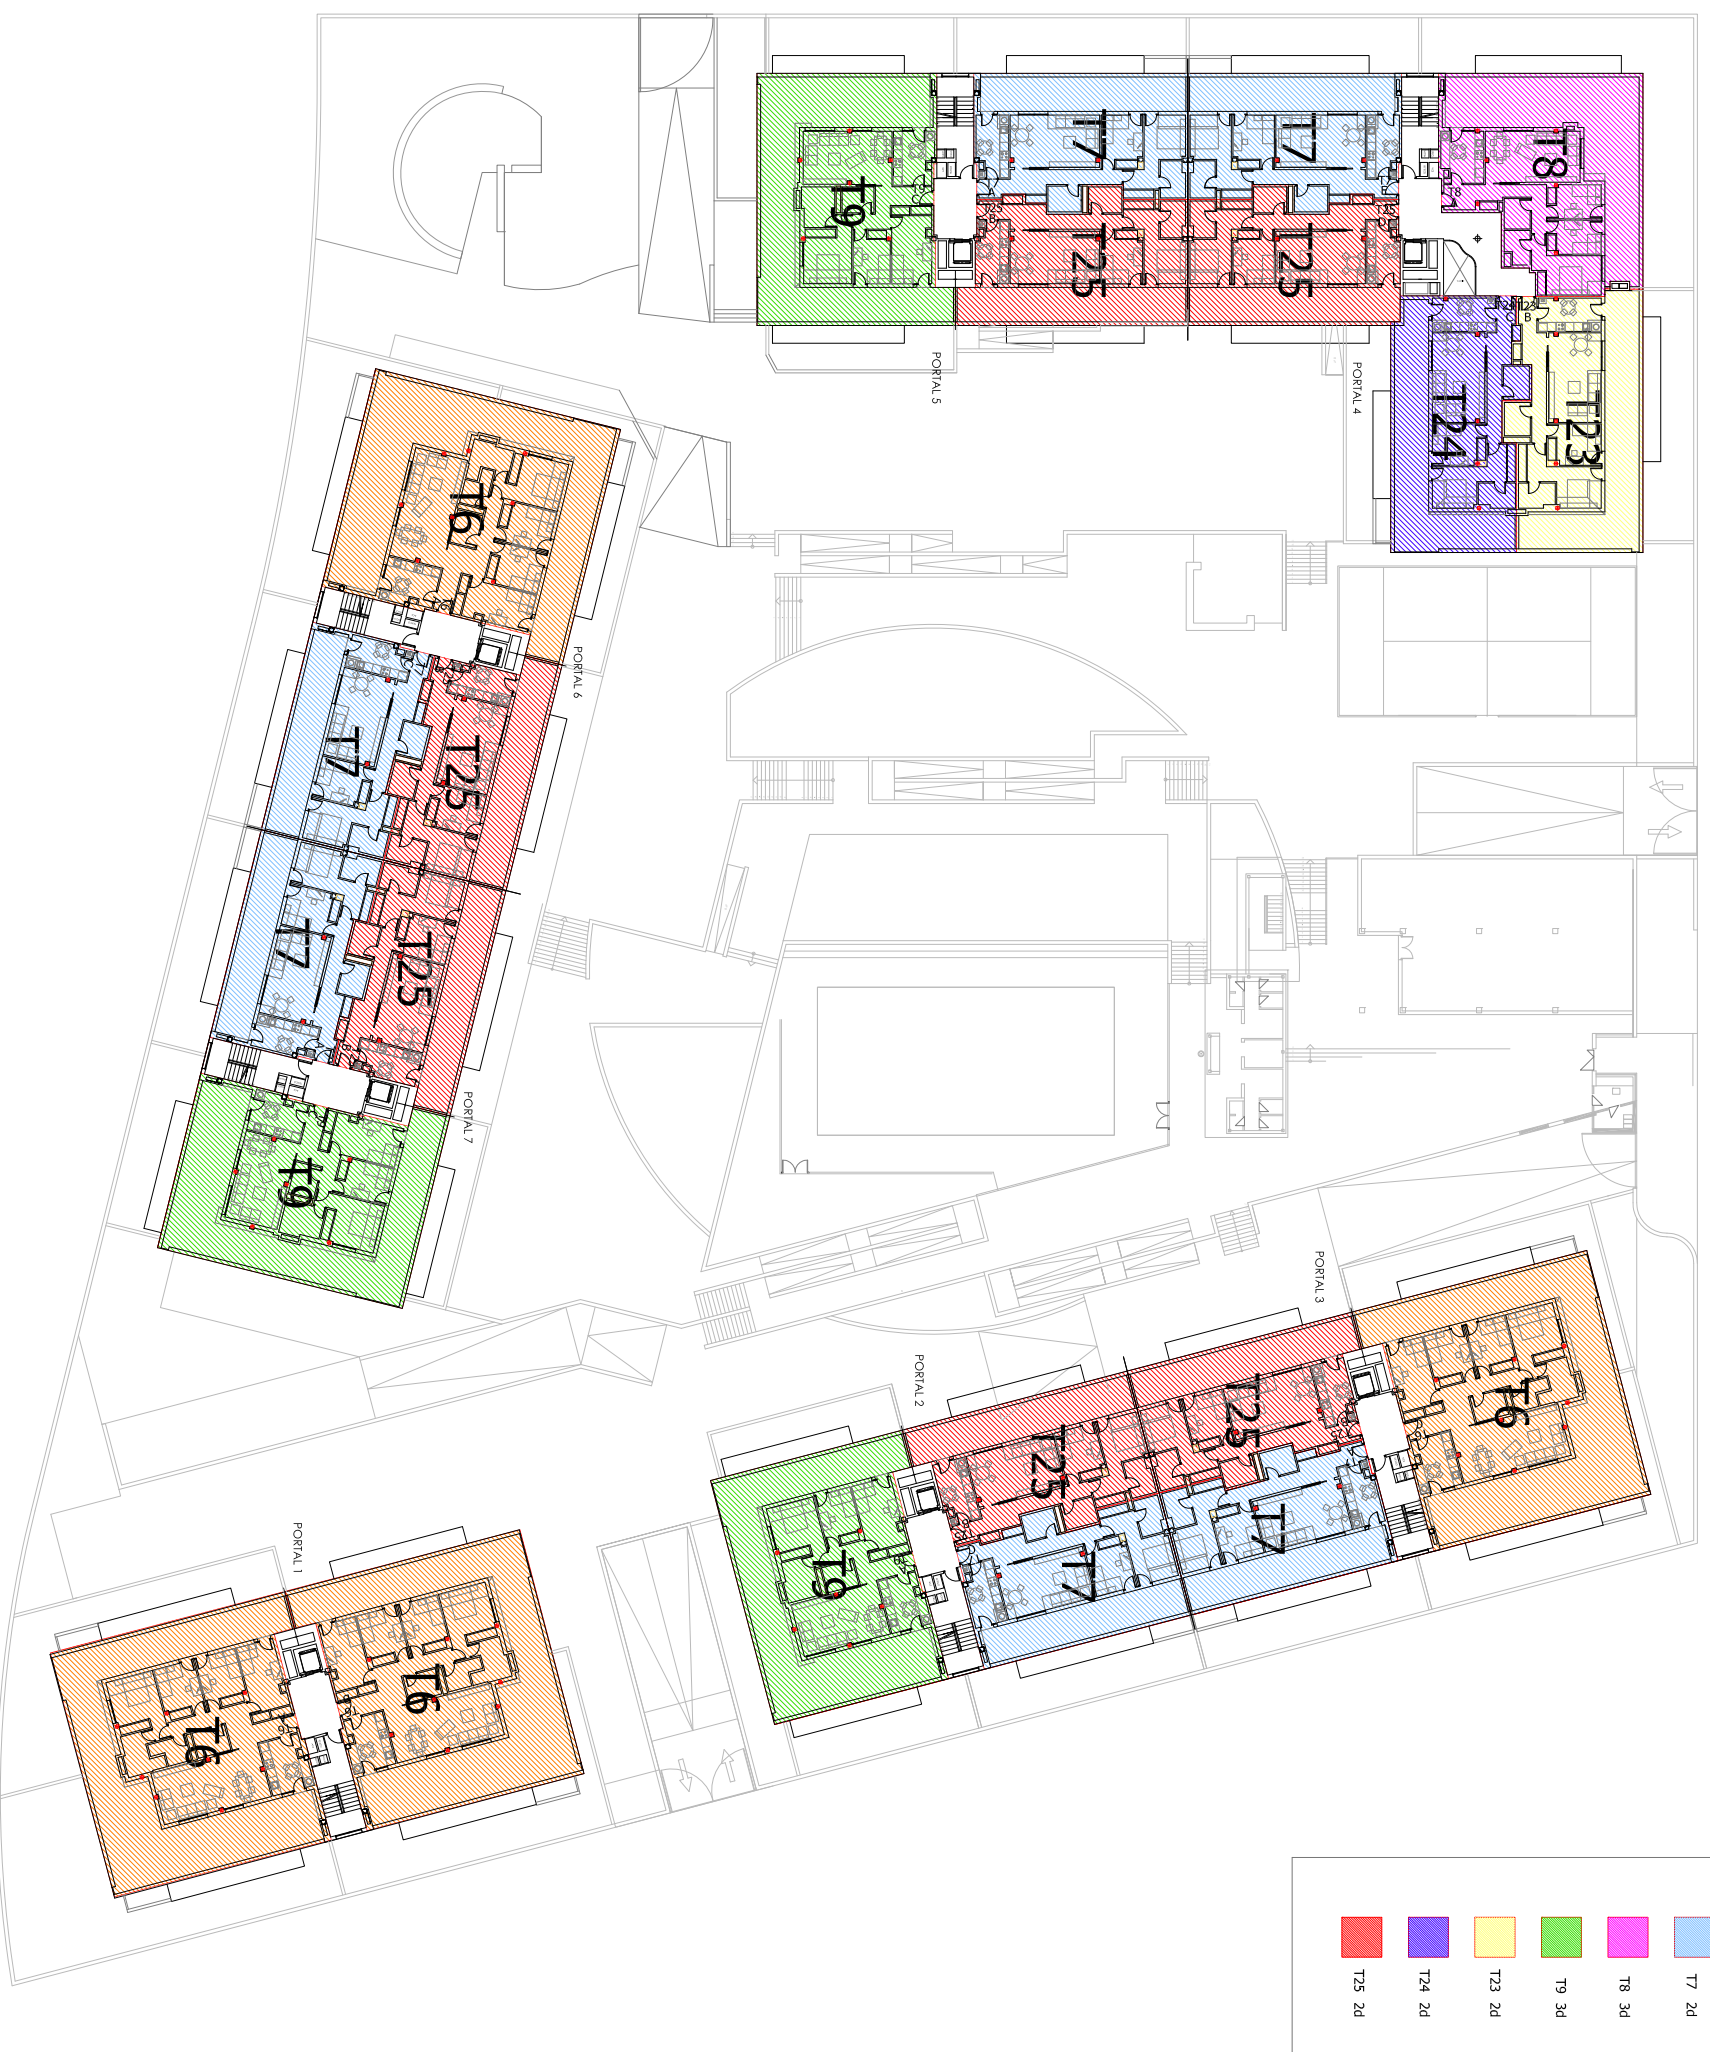 T9
T7
T7
T8
T25
T25
T24
T23
PORTAL 5
PORTAL 4
T6
PORTAL 6
T7
T25
T7
T25
PORTAL 7
T9
PORTAL 3
PORTAL 2
T6
T25
T25
T7
T7
T9
PORTAL 1
T6
T6
T25 2d
T24 2d
T23 2d
T9 3d
T8 3d
T7 2d